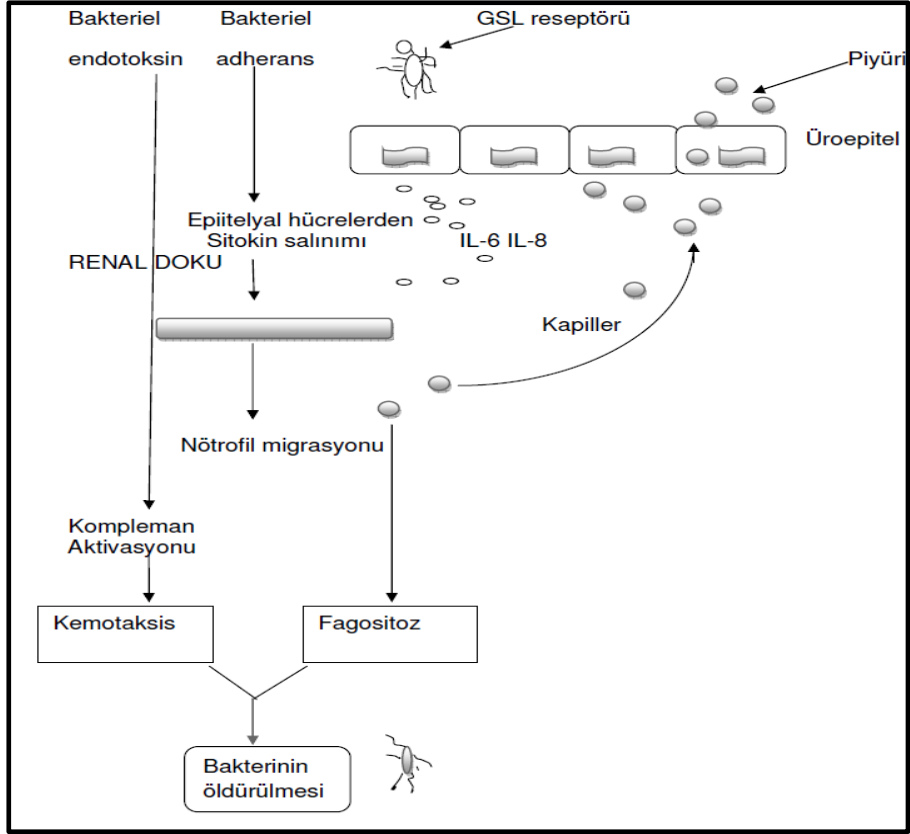 Bakteriel
endotoksin
Bakteriel
adherans
GSL reseptörü
Piyüri
Üroepitel
Epiitelyal hücrelerden
Sitokin salınımı
IL-6 IL-8
RENAL DOKU
Kapiller
Nötrofil migrasyonu
Kompleman
Aktivasyonu
Kemotaksis
Fagositoz
Bakterinin
öldürülmesi